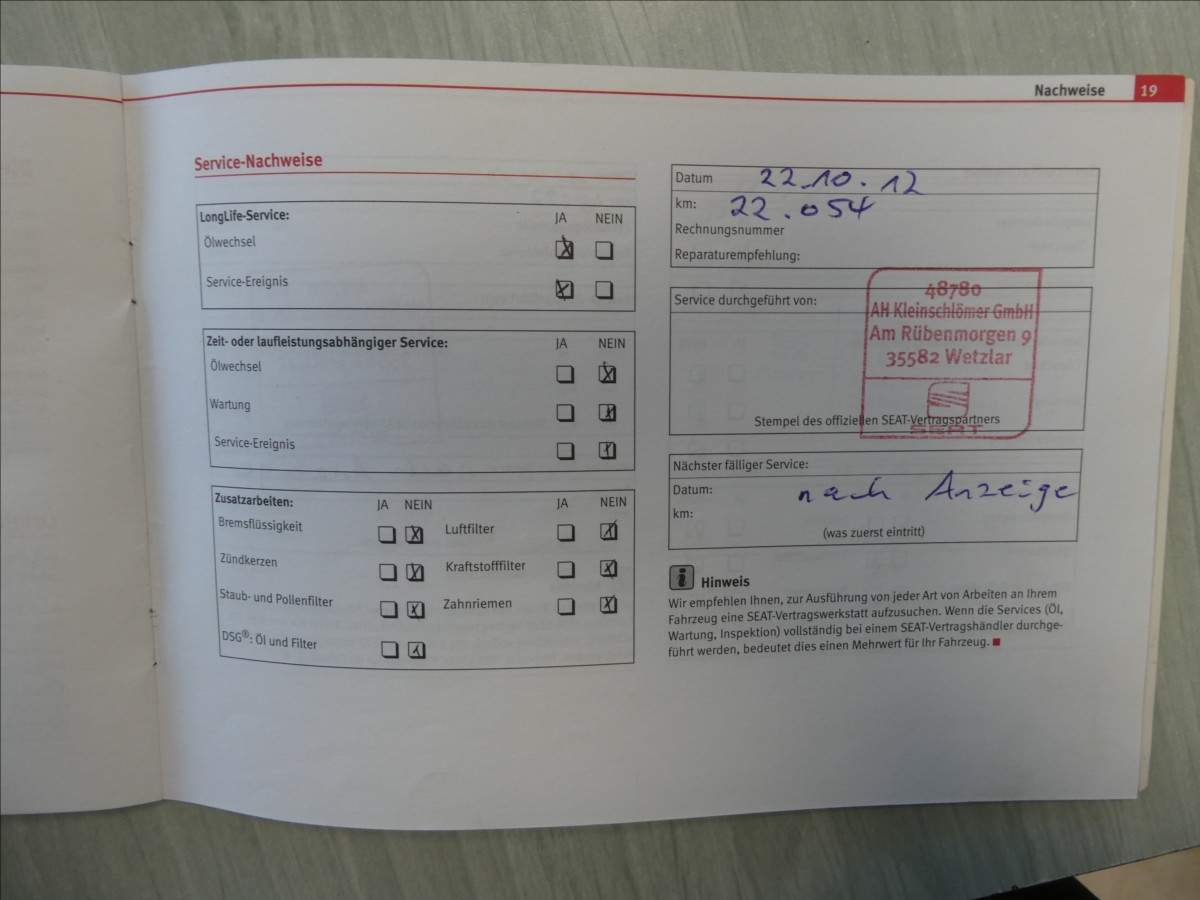 Nachweise 19
Service-Nachweise
LongLife-Service: JA NEIN
Ölwechsel
Service-Ereignis
Zeit- oder laufleistungsabhängiger Service: JA NEIN
Ölwechsel
Wartung
Service-Ereignis
Zusatzarbeiten: JA NEIN JA NEIN
Bremsflüssigkeit Luftfilter
Zündkerzen Kraftstofffilter
Staub- und Pollenfilter Zahnriemen
DSG®: Öl und Filter
Datum 22.10.12
km: 22.054
Rechnungsnummer
Reparaturempfehlung:
Service durchgeführt von:
48780
AH Kleinschlömer GmbH
Am Rübenmorgen 9
35582 Wetzlar
Stempel des offiziellen SEAT-Vertragspartners
SEAT
Nächster fälliger Service:
Datum: nach Anzeige
km:
(was zuerst eintritt)
i Hinweis
Wir empfehlen Ihnen, zur Ausführung von jeder Art von Arbeiten an Ihrem
Fahrzeug eine SEAT-Vertragswerkstatt aufzusuchen. Wenn die Services (Öl,
Wartung, Inspektion) vollständig bei einem SEAT-Vertragshändler durchge-
führt werden, bedeutet dies einen Mehrwert für Ihr Fahrzeug.